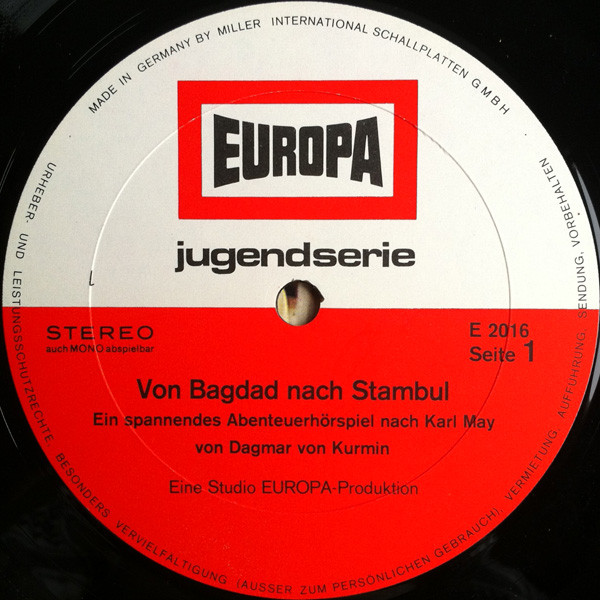 MADE IN GERMANY BY MILLER INTERNATIONAL SCHALLPLATTEN GMBH
EUROPA
jugendserie
STEREO
auch MONO abspielbar
E 2016
Seite 1
Von Bagdad nach Stambul
Ein spannendes Abenteuerhörspiel nach Karl May
von Dagmar von Kurmin
Eine Studio EUROPA-Produktion
URHEBER- UND LEISTUNGSSCHUTZRECHTE BESONDERS VERVIELFÄLTIGUNG (AUSSER ZUM PERSÖNLICHEN GEBRAUCH), VERMIETUNG, AUFFÜHRUNG, SENDUNG, VORBEHALTEN